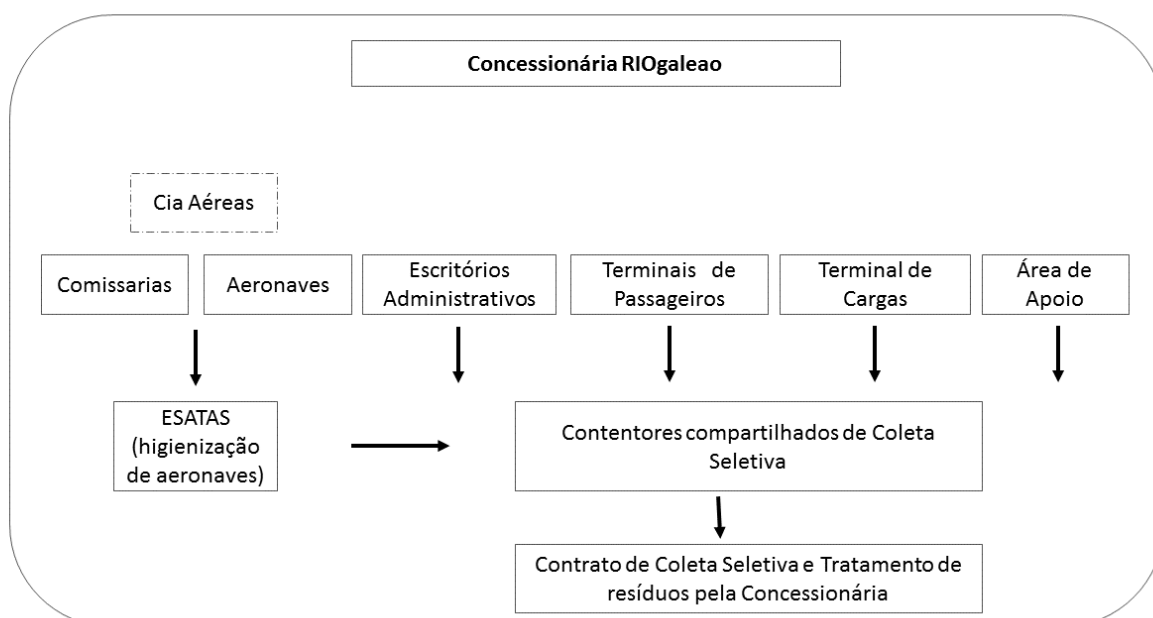 Concessionária RIOgaleao
Cia Aéreas
Comissarias
Aeronaves
Escritórios
Administrativos
Terminais de
Passageiros
Terminal de
Cargas
Área de
Apoio
ESATAS
(higienização
de aeronaves)
Contentores compartilhados de Coleta
Seletiva
Contrato de Coleta Seletiva e Tratamento de
resíduos pela Concessionária